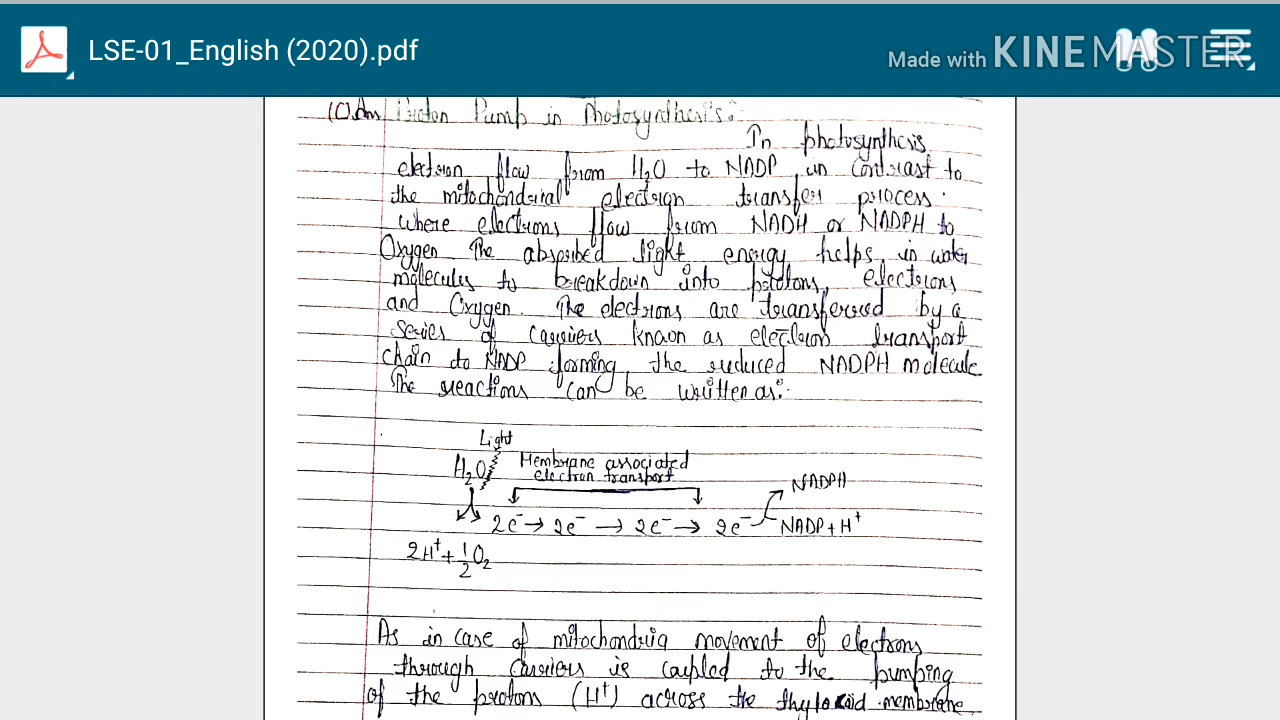 LSE-01_English (2020).pdf
Made with KINEMASTER
(C) Ans Proton Pump in Photosynthesis:-
In photosynthesis
electron flow from H₂O to NADP in contrast to
the mitochondrial electron transfer process.
where electrons flow from NADH or NADPH to
Oxygen The absorbed light energy helps in water
molecules to breakdown into protons, electrons
and Oxygen. The electrons are transferred by a
series of carriers known as electron transport
chain to NADP forming the reduced NADPH molecule
The reactions can be written as:-
Light
H₂O Membrane associated
electron transport
NADPH
2e⁻ → 2e⁻ → 2e⁻ → 2e⁻ NADP + H⁺
2H⁺ + 1/2 O₂
As in case of mitochondria movement of electrons
through carriers is coupled to the pumping
of the protons (H⁺) across the thylakoid membrane